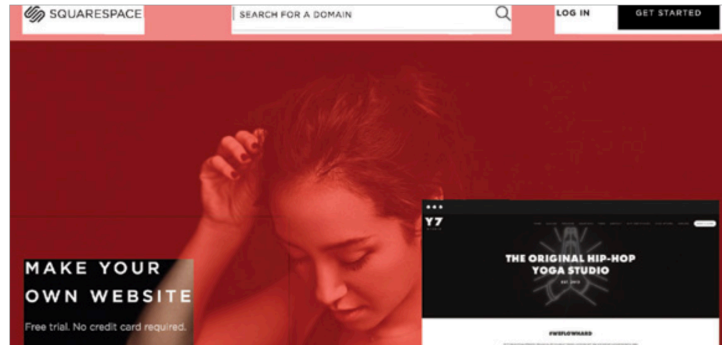 SQUARESPACE
SEARCH FOR A DOMAIN
LOG IN
GET STARTED
Y7
THE ORIGINAL HIP-HOP
YOGA STUDIO
MAKE YOUR
OWN WEBSITE
Free trial. No credit card required.
#WEFLOWHARD